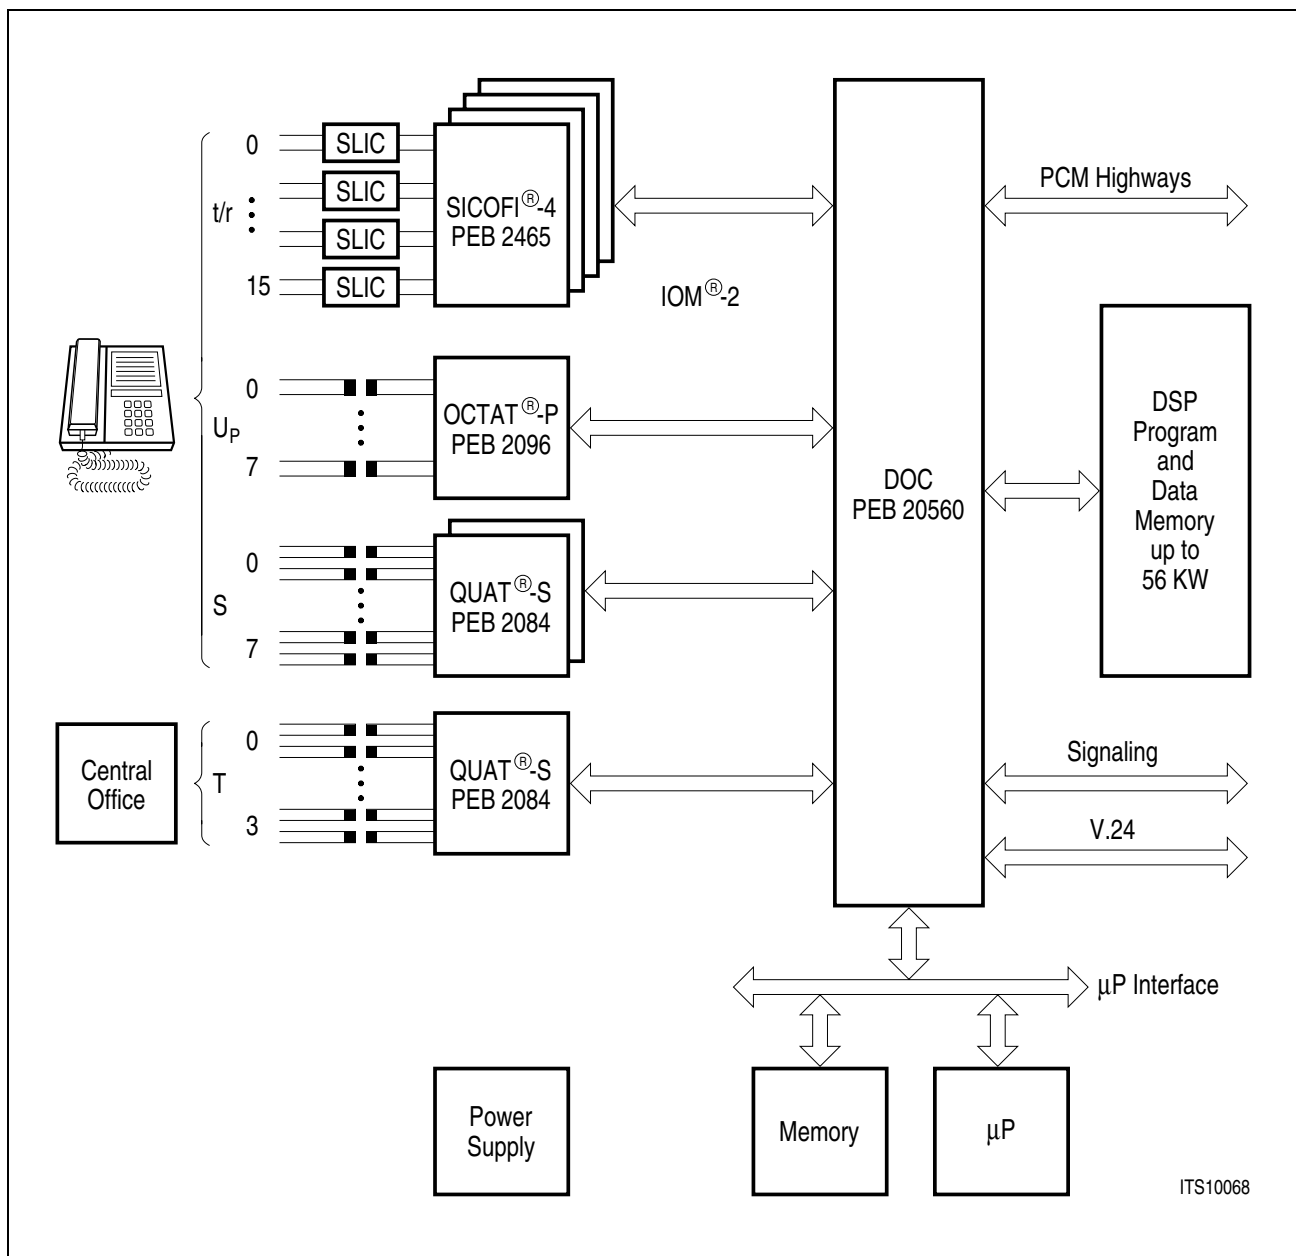 0
SLIC
SLIC
t/r
SLIC
15
SLIC
SICOFI®-4
PEB 2465
IOM®-2
PCM Highways
0
U_P
7
OCTAT®-P
PEB 2096
DOC
PEB 20560
DSP
Program
and
Data
Memory
up to
56 KW
0
S
7
QUAT®-S
PEB 2084
Central
Office
0
T
3
QUAT®-S
PEB 2084
Signaling
V.24
µP Interface
Power
Supply
Memory
µP
ITS10068